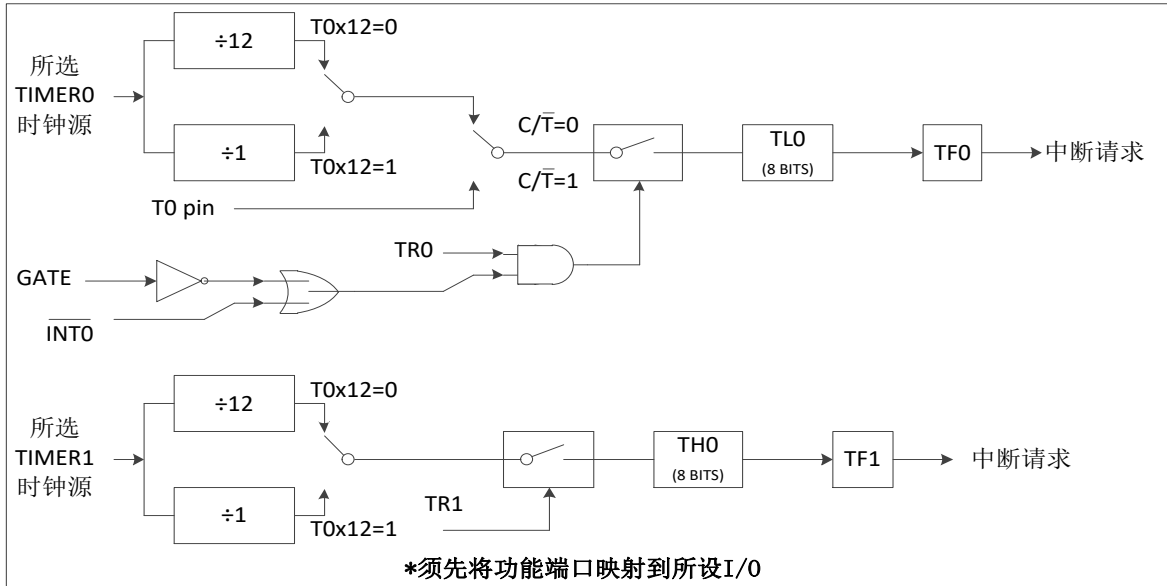 ÷12
T0x12=0
所选
TIMER0
时钟源
÷1
T0x12=1
C/T̅=0
C/T̅=1
TL0
(8 BITS)
TF0
中断请求
T0 pin
TR0
GATE
I̅N̅T̅0̅
÷12
T0x12=0
所选
TIMER1
时钟源
÷1
T0x12=1
TR1
TH0
(8 BITS)
TF1
中断请求
*须先将功能端口映射到所设I/O